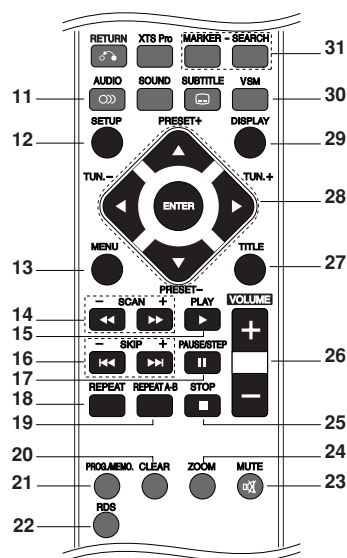 RETURN XTS Pro MARKER - SEARCH 31
AUDIO SOUND SUBTITLE VSM
11 30
SETUP PRESET+ DISPLAY
12 29
TUN.- TUN.+
ENTER 28
MENU TITLE
13 27
PRESET-
14 - SCAN + PLAY VOLUME
15
+
16 - SKIP + PAUSE/STEP 26
17
-
18 REPEAT REPEAT A-B STOP
19 25
20 24
PROG./MEMO. CLEAR ZOOM MUTE
21 23
RDS
22